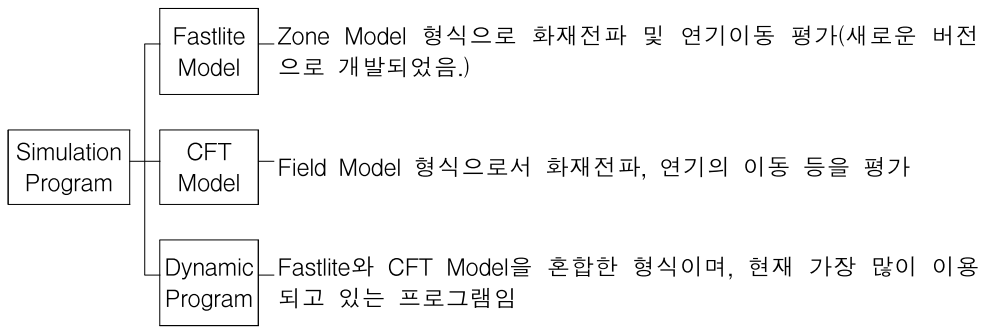 Simulation
Program
Fastlite
Model
Zone Model 형식으로 화재전파 및 연기이동 평가(새로운 버전
으로 개발되었음.)
CFT
Model
Field Model 형식으로서 화재전파, 연기의 이동 등을 평가
Dynamic
Program
Fastlite와 CFT Model을 혼합한 형식이며, 현재 가장 많이 이용
되고 있는 프로그램임